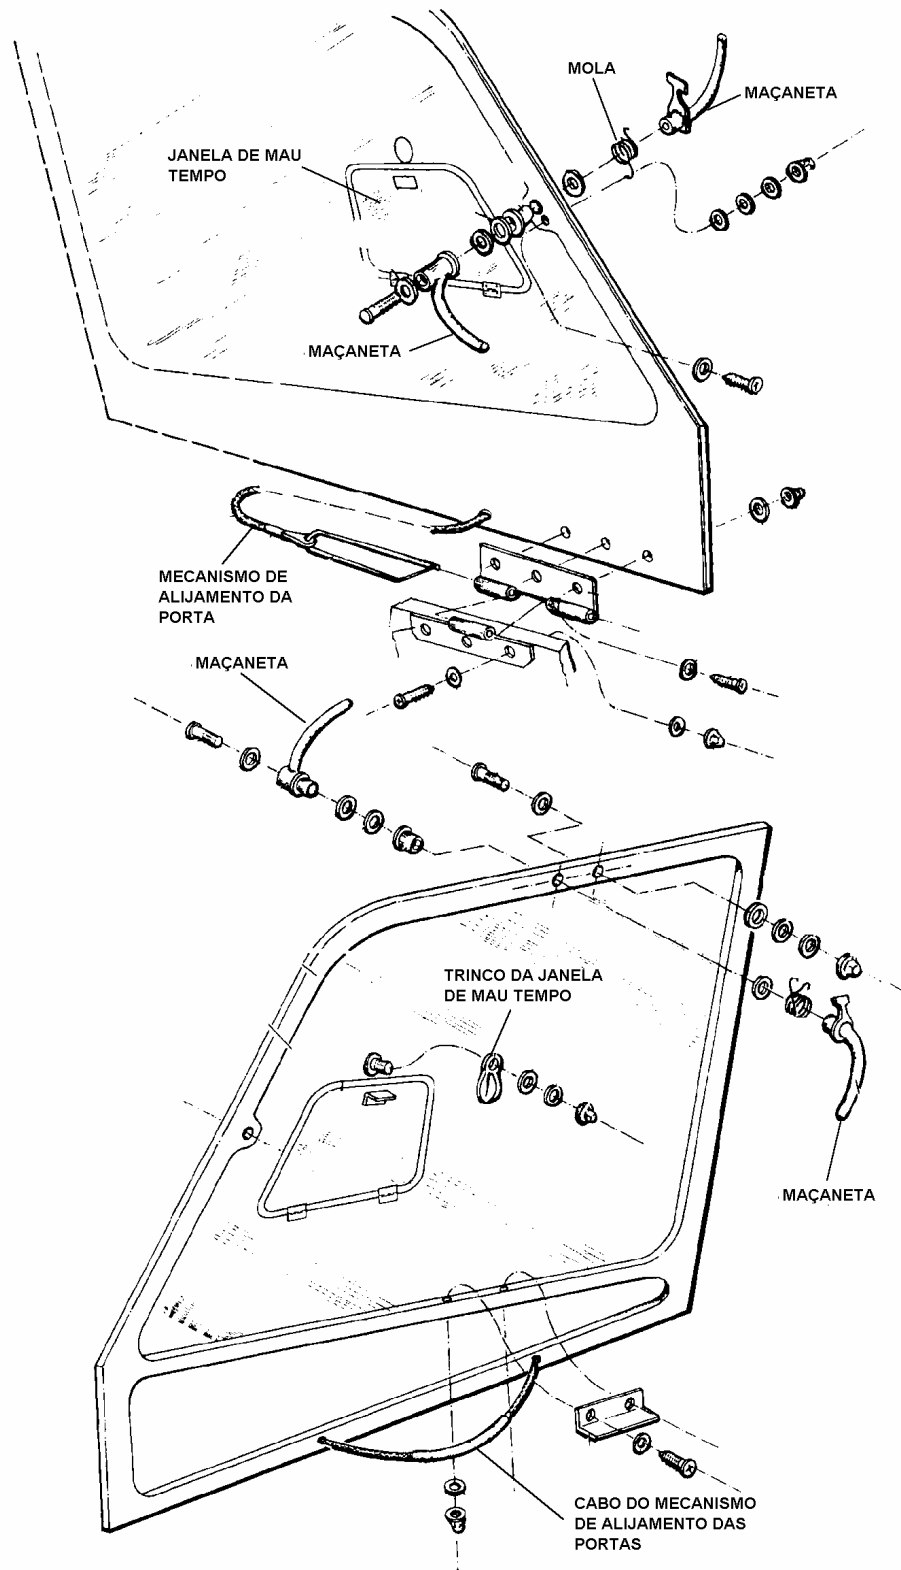 MOLA
MAÇANETA
JANELA DE MAU
TEMPO
MAÇANETA
MECANISMO DE
ALIJAMENTO DA
PORTA
MAÇANETA
TRINCO DA JANELA
DE MAU TEMPO
MAÇANETA
CABO DO MECANISMO
DE ALIJAMENTO DAS
PORTAS